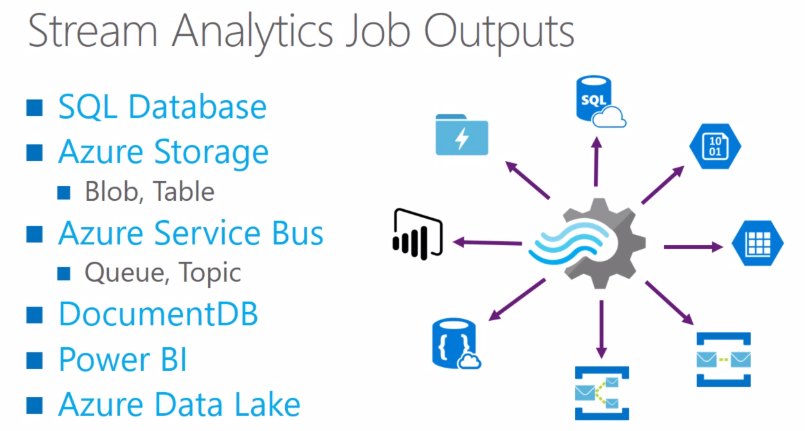 Stream Analytics Job Outputs
SQL Database
Azure Storage
Blob, Table
Azure Service Bus
Queue, Topic
DocumentDB
Power BI
Azure Data Lake
SQL
10
01
{ }